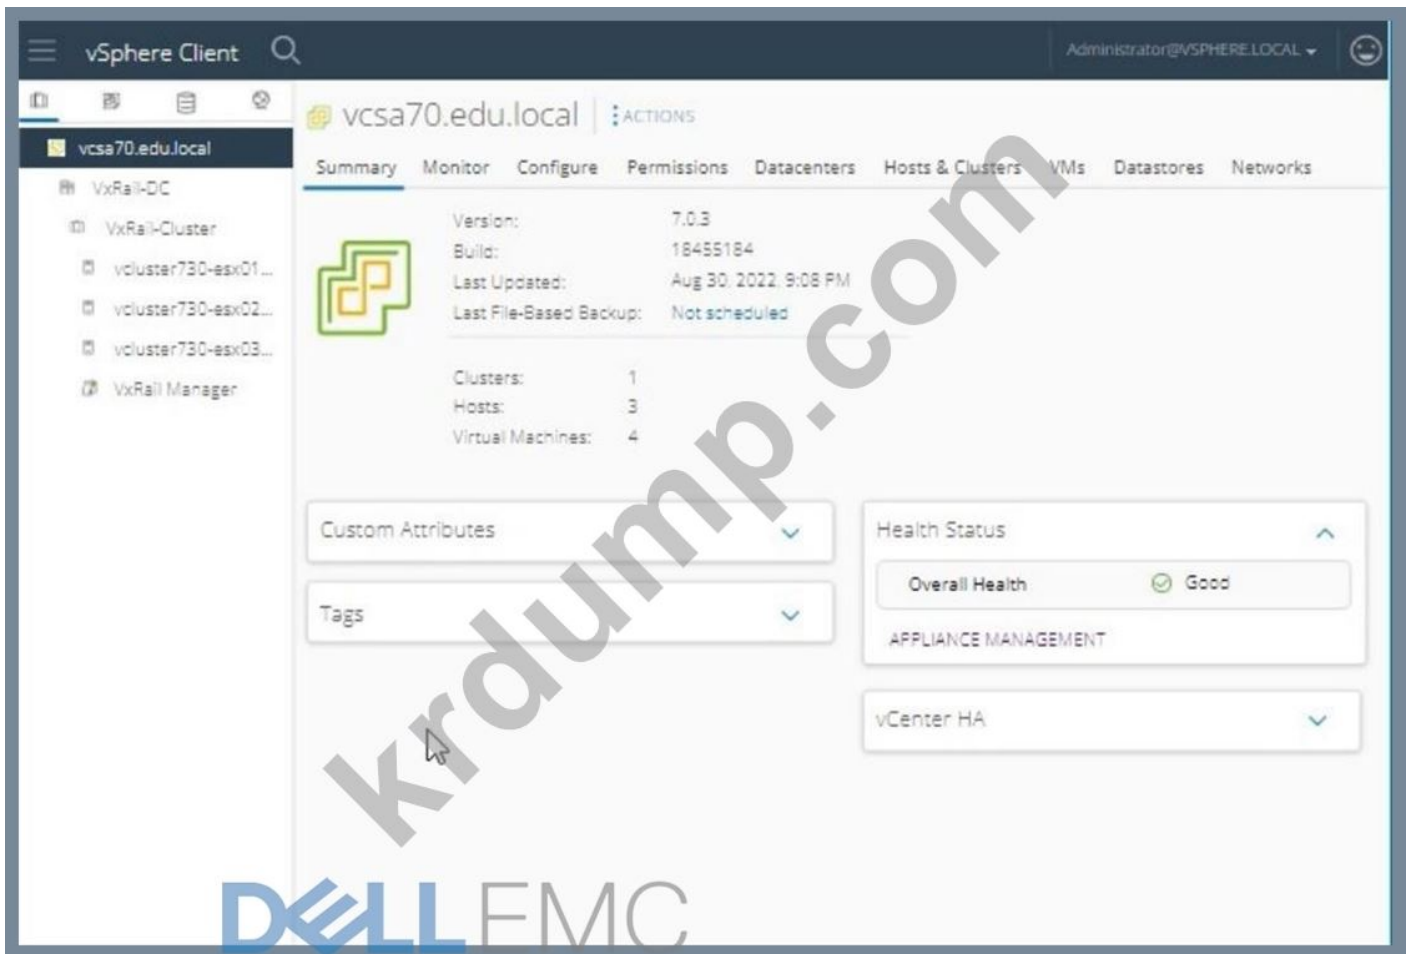 vSphere Client
Administrator@VSPHERE.LOCAL
vcsa70.edu.local
VxRail-DC
VxRail-Cluster
vcluster730-esx01...
vcluster730-esx02...
vcluster730-esx03...
VxRail Manager
vcsa70.edu.local ACTIONS
Summary Monitor Configure Permissions Datacenters Hosts & Clusters VMs Datastores Networks
Version: 7.0.3
Build: 18455184
Last Updated: Aug 30, 2022, 9:08 PM
Last File-Based Backup: Not scheduled
Clusters: 1
Hosts: 3
Virtual Machines: 4
Custom Attributes
Tags
Health Status
Overall Health Good
APPLIANCE MANAGEMENT
vCenter HA
krdump.com
DELL EMC